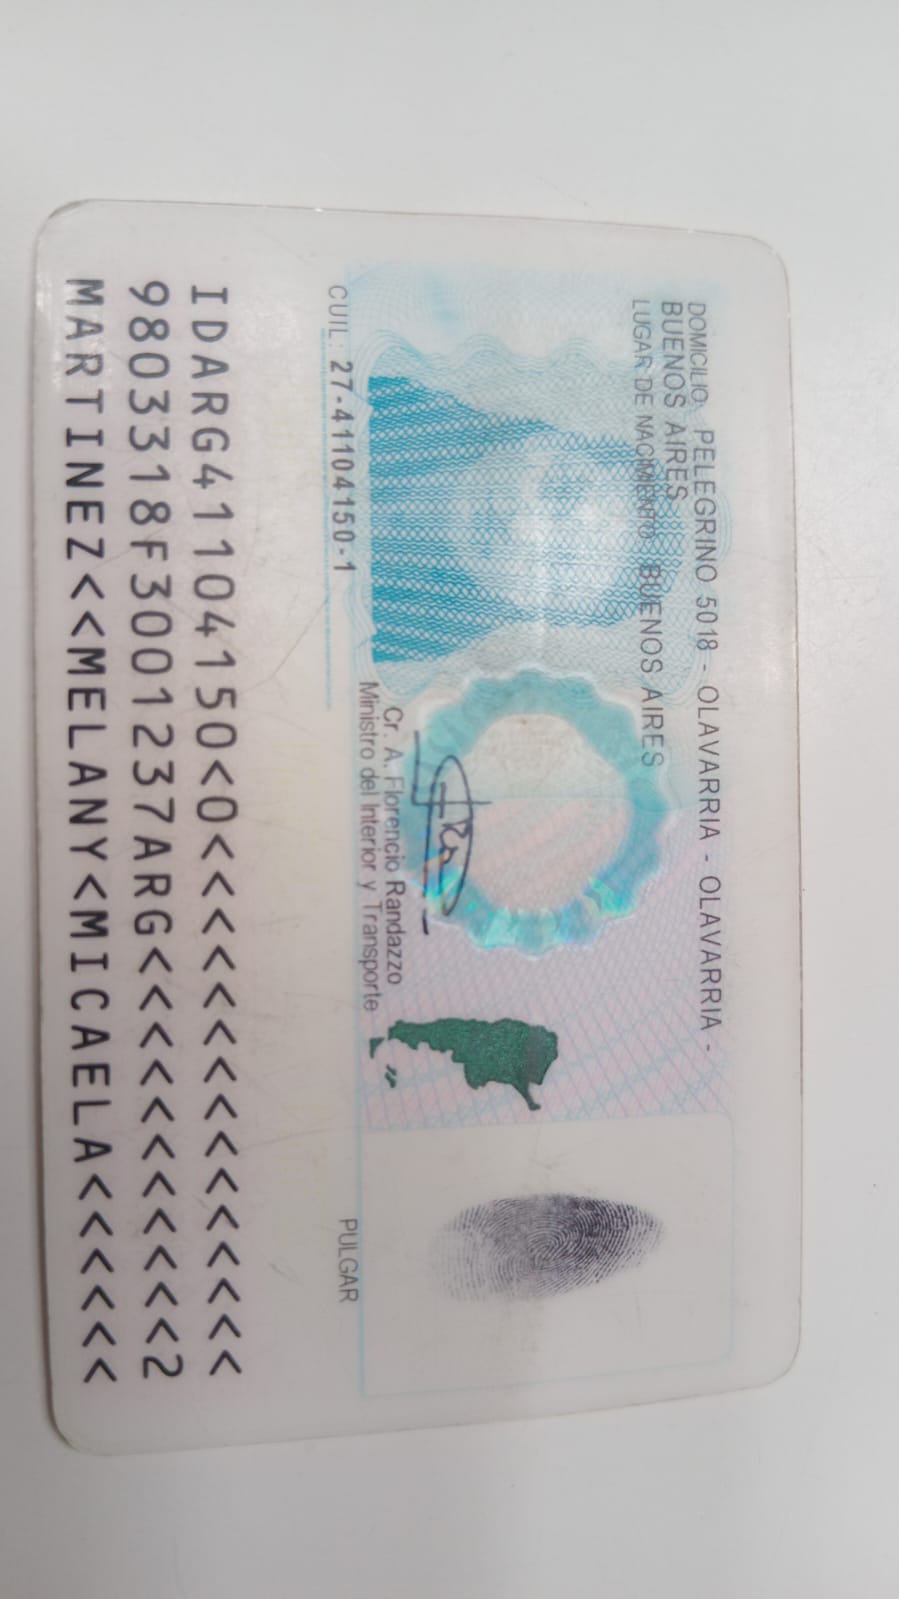 DOMICILIO: PELEGRINO 5018 - OLAVARRIA - OLAVARRIA -
BUENOS AIRES
LUGAR DE NACIMIENTO: BUENOS AIRES
Cr. A. Florencio Randazzo
Ministro del Interior y Transporte
CUIL: 27-41104150-1
PULGAR
IDARG41104150<0<<<<<<<<<<<<<<<
9803318F3001237ARG<<<<<<<<<<<2
MARTINEZ<<MELANY<MICAELA<<<<<<